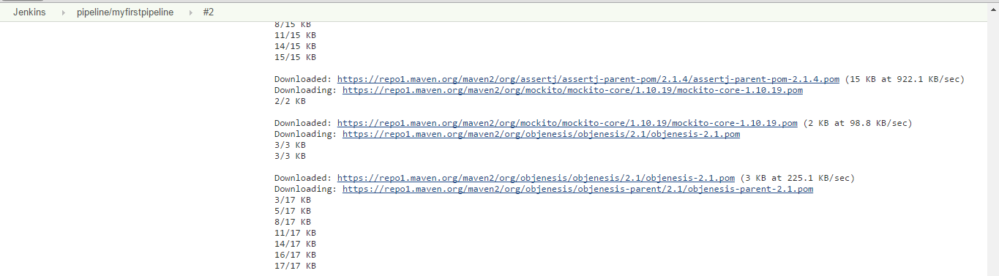 Jenkins pipeline/myfirstpipeline #2
8/15 KB
11/15 KB
14/15 KB
15/15 KB
Downloaded: https://repo1.maven.org/maven2/org/assertj/assertj-parent-pom/2.1.4/assertj-parent-pom-2.1.4.pom (15 KB at 922.1 KB/sec)
Downloading: https://repo1.maven.org/maven2/org/mockito/mockito-core/1.10.19/mockito-core-1.10.19.pom
2/2 KB
Downloaded: https://repo1.maven.org/maven2/org/mockito/mockito-core/1.10.19/mockito-core-1.10.19.pom (2 KB at 98.8 KB/sec)
Downloading: https://repo1.maven.org/maven2/org/objenesis/objenesis/2.1/objenesis-2.1.pom
3/3 KB
3/3 KB
Downloaded: https://repo1.maven.org/maven2/org/objenesis/objenesis/2.1/objenesis-2.1.pom (3 KB at 225.1 KB/sec)
Downloading: https://repo1.maven.org/maven2/org/objenesis/objenesis-parent/2.1/objenesis-parent-2.1.pom
3/17 KB
5/17 KB
8/17 KB
11/17 KB
14/17 KB
16/17 KB
17/17 KB